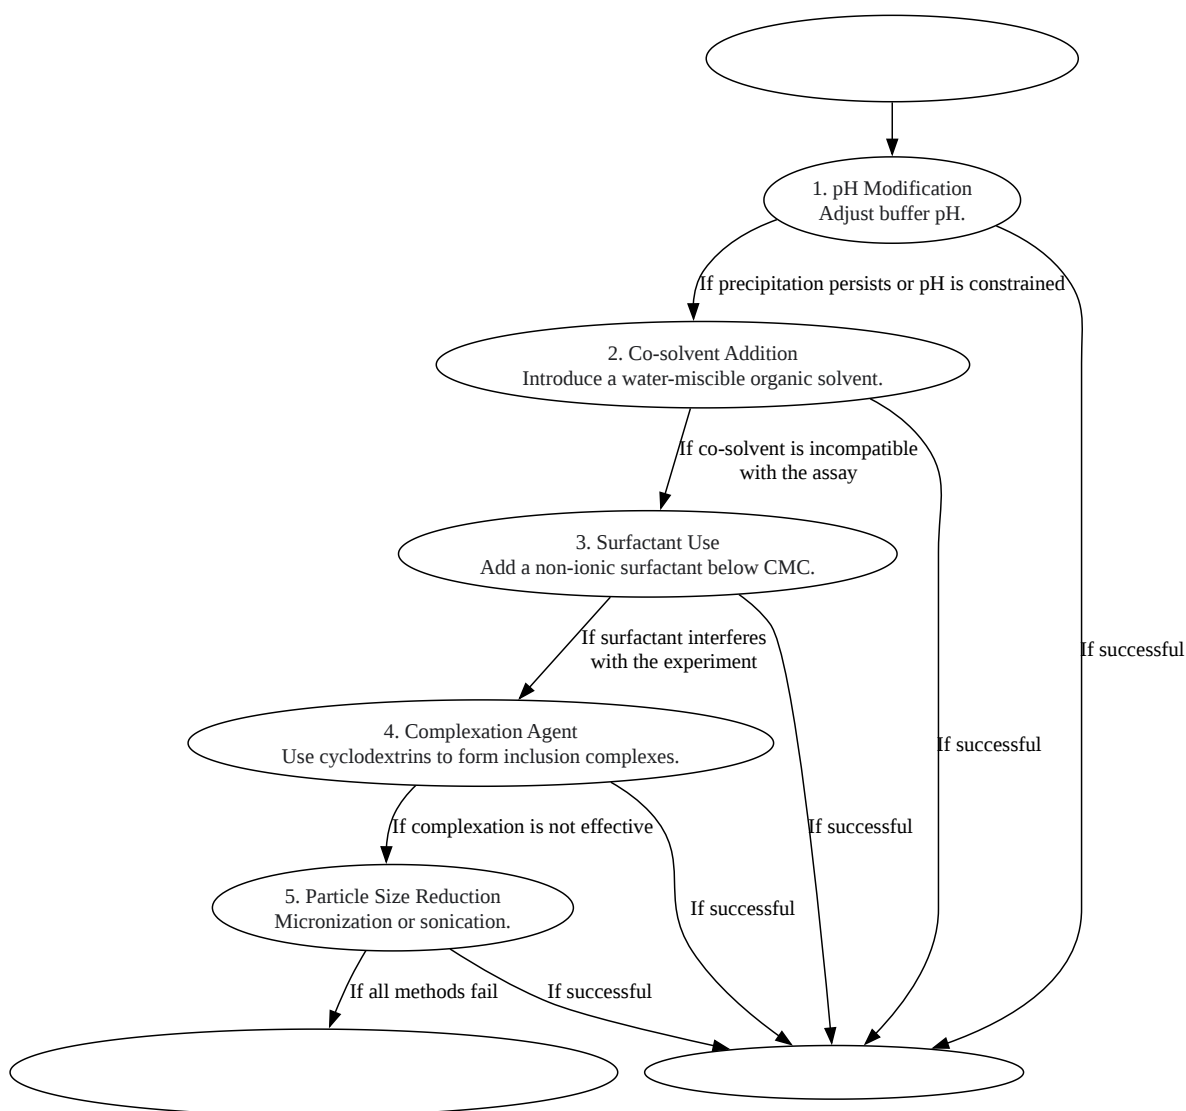 1. pH Modification
Adjust buffer pH.
If precipitation persists or pH is constrained
2. Co-solvent Addition
Introduce a water-miscible organic solvent.
If co-solvent is incompatible
with the assay
3. Surfactant Use
Add a non-ionic surfactant below CMC.
If surfactant interferes
with the experiment
If successful
4. Complexation Agent
Use cyclodextrins to form inclusion complexes.
If successful
If complexation is not effective
If successful
5. Particle Size Reduction
Micronization or sonication.
If successful
If all methods fail
If successful